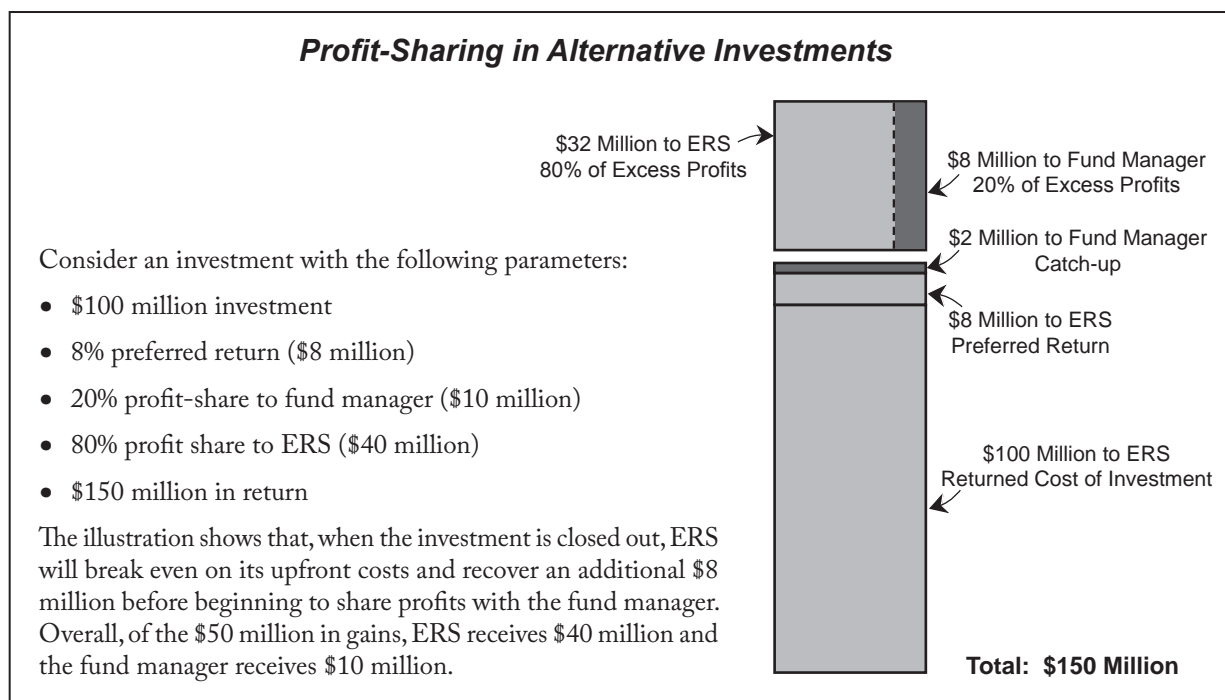 Profit-Sharing in Alternative Investments
$32 Million to ERS
80% of Excess Profits
$8 Million to Fund Manager
20% of Excess Profits
$2 Million to Fund Manager
Catch-up
$8 Million to ERS
Preferred Return
$100 Million to ERS
Returned Cost of Investment
Total: $150 Million
Consider an investment with the following parameters:
• $100 million investment
• 8% preferred return ($8 million)
• 20% profit-share to fund manager ($10 million)
• 80% profit share to ERS ($40 million)
• $150 million in return
The illustration shows that, when the investment is closed out, ERS
will break even on its upfront costs and recover an additional $8
million before beginning to share profits with the fund manager.
Overall, of the $50 million in gains, ERS receives $40 million and
the fund manager receives $10 million.